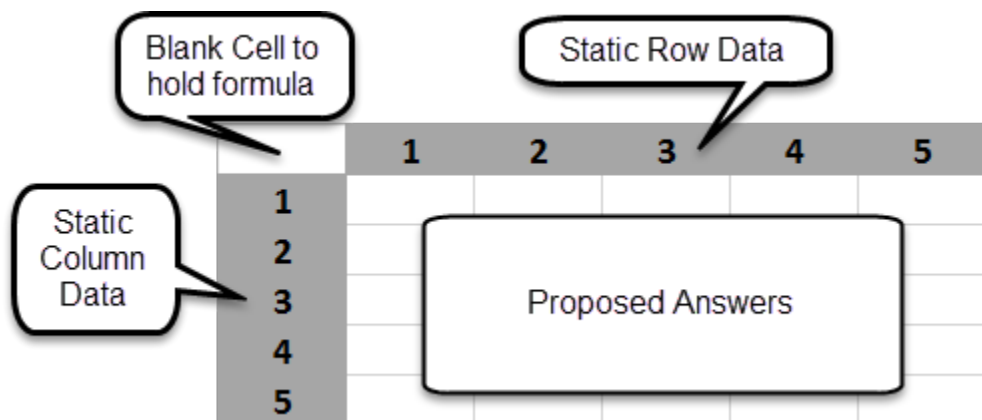 Blank Cell to
hold formula
Static Row Data
1 2 3 4 5
1
Static
Column
Data
2
3
4
5
Proposed Answers